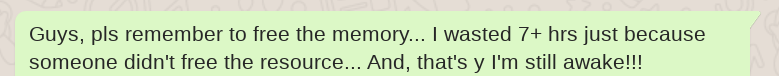 Guys, pls remember to free the memory... I wasted 7+ hrs just because
someone didn't free the resource... And, that's y I'm still awake!!!